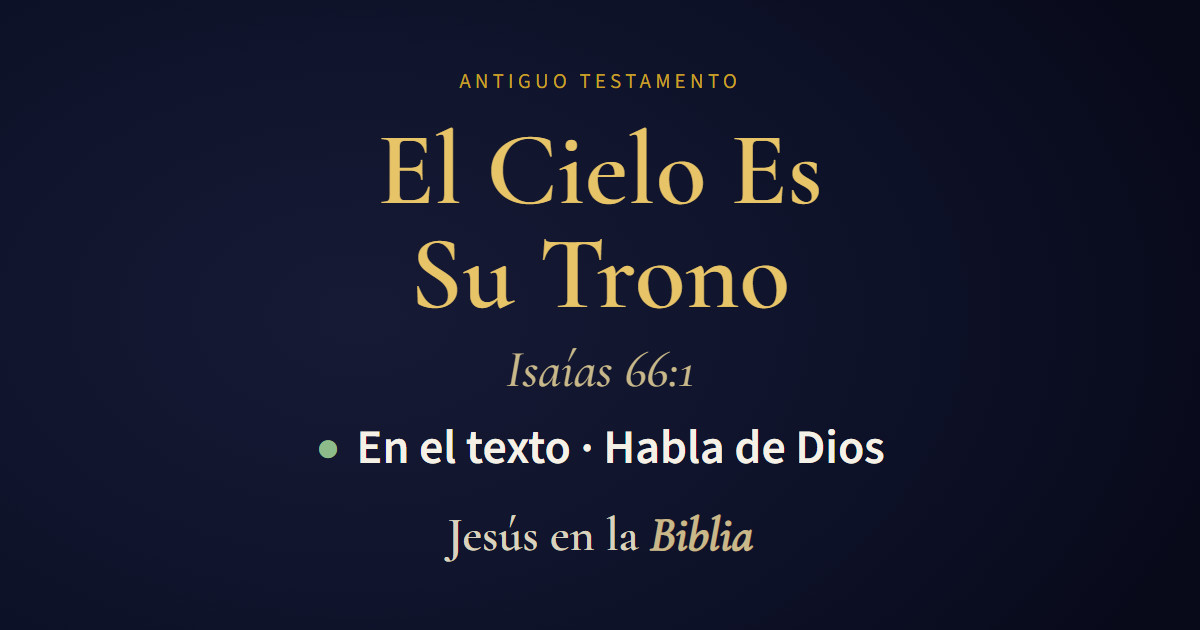 ANTIGUO TESTAMENTO
El Cielo Es
Su Trono
Isaías 66:1
En el texto · Habla de Dios
Jesús en la Biblia